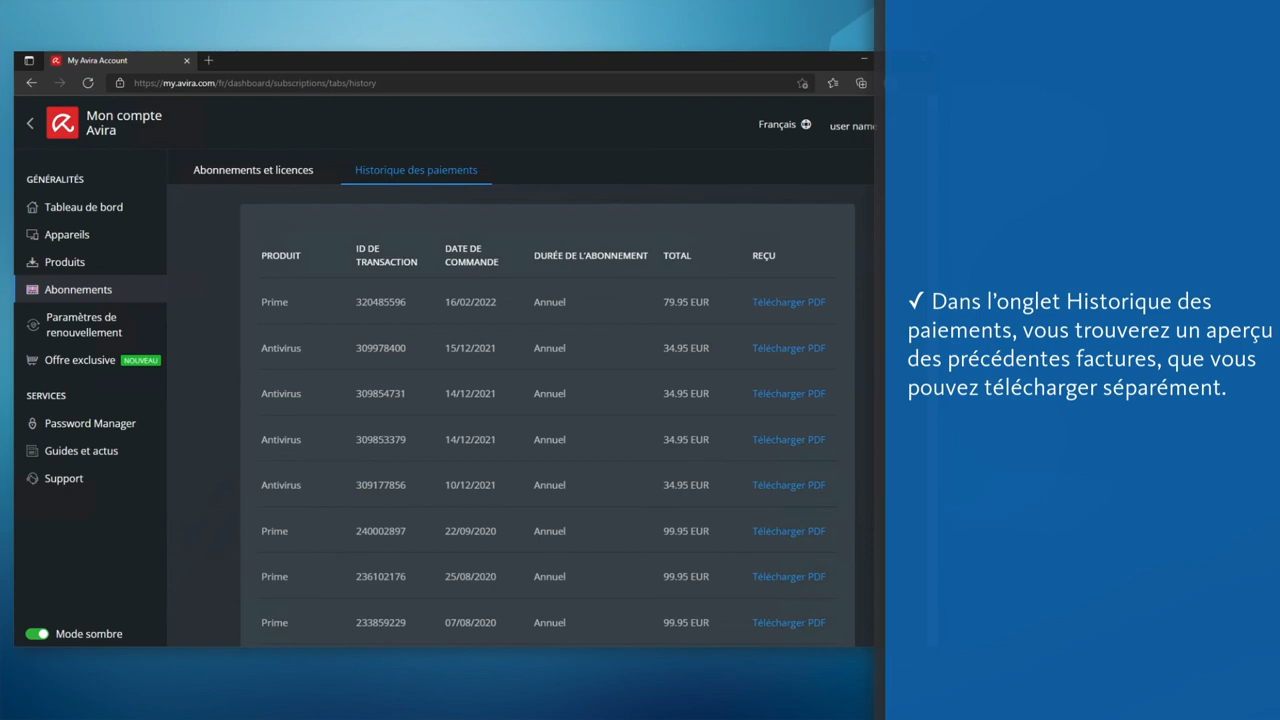 My Avira Account
https://my.avira.com/fr/dashboard/subscriptions/tabs/history
Mon compte
Avira
Français
user name
GÉNÉRALITÉS
Tableau de bord
Appareils
Produits
Abonnements
Paramètres de
renouvellement
Offre exclusive NOUVEAU
SERVICES
Password Manager
Guides et actus
Support
Mode sombre
Abonnements et licences Historique des paiements
PRODUIT ID DE TRANSACTION DATE DE COMMANDE DURÉE DE L'ABONNEMENT TOTAL REÇU
Prime 320485596 16/02/2022 Annuel 79.95 EUR Télécharger PDF
Antivirus 309978400 15/12/2021 Annuel 34.95 EUR Télécharger PDF
Antivirus 309854731 14/12/2021 Annuel 34.95 EUR Télécharger PDF
Antivirus 309853379 14/12/2021 Annuel 34.95 EUR Télécharger PDF
Antivirus 309177856 10/12/2021 Annuel 34.95 EUR Télécharger PDF
Prime 240002897 22/09/2020 Annuel 99.95 EUR Télécharger PDF
Prime 236102176 25/08/2020 Annuel 99.95 EUR Télécharger PDF
Prime 233859229 07/08/2020 Annuel 99.95 EUR Télécharger PDF
✓ Dans l'onglet Historique des
paiements, vous trouverez un aperçu
des précédentes factures, que vous
pouvez télécharger séparément.